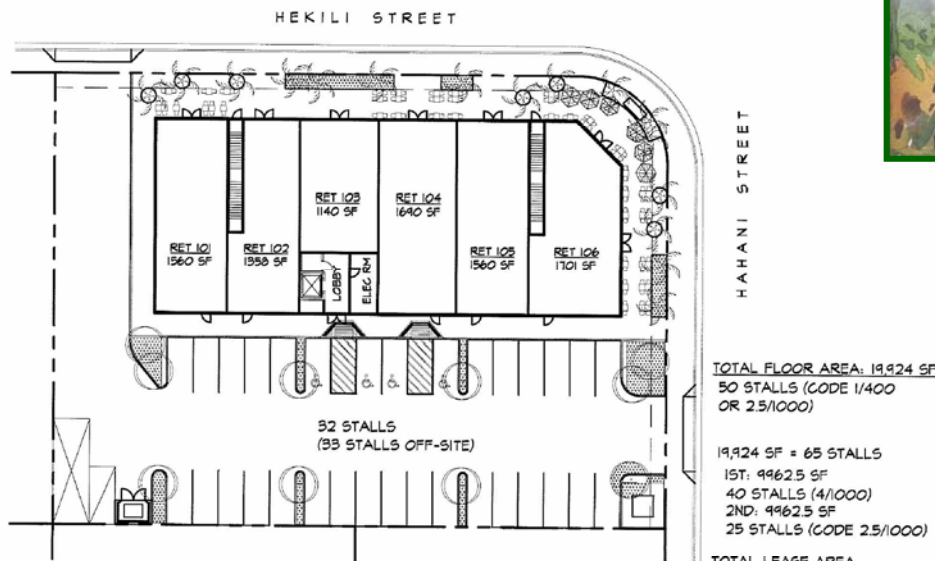 HEKILI STREET
HAHANI STREET
RET 101
1560 SF
RET 102
1358 SF
RET 103
1140 SF
RET 104
1690 SF
RET 105
1560 SF
RET 106
1701 SF
LOBBY
ELEC RM
32 STALLS
(33 STALLS OFF-SITE)
TOTAL FLOOR AREA: 19,924 SF
50 STALLS (CODE 1/400
OR 2.5/1000)
19,924 SF = 65 STALLS
1ST: 9962.5 SF
40 STALLS (4/1000)
2ND: 9962.5 SF
25 STALLS (CODE 2.5/1000)
TOTAL LEASE AREA